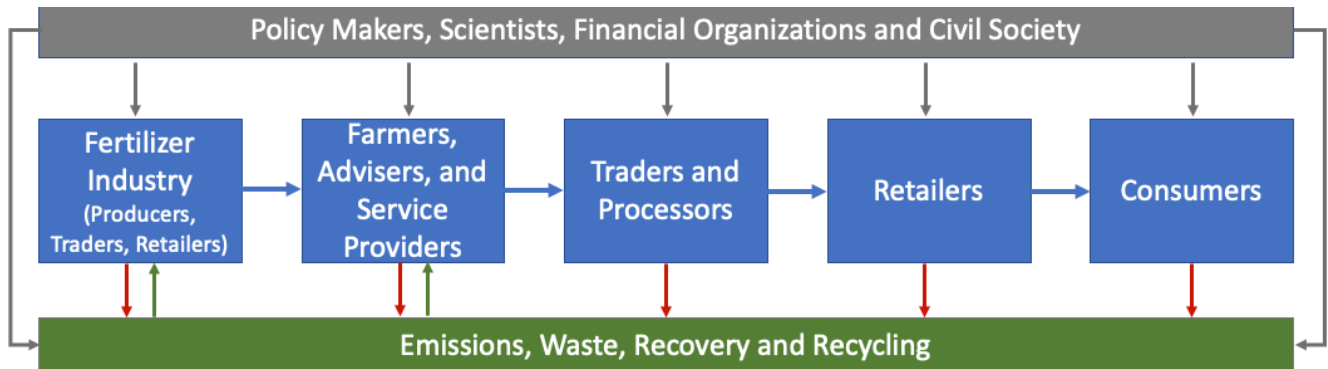 Policy Makers, Scientists, Financial Organizations and Civil Society
Fertilizer
Industry
(Producers,
Traders, Retailers)
Farmers,
Advisers, and
Service
Providers
Traders and
Processors
Retailers
Consumers
Emissions, Waste, Recovery and Recycling